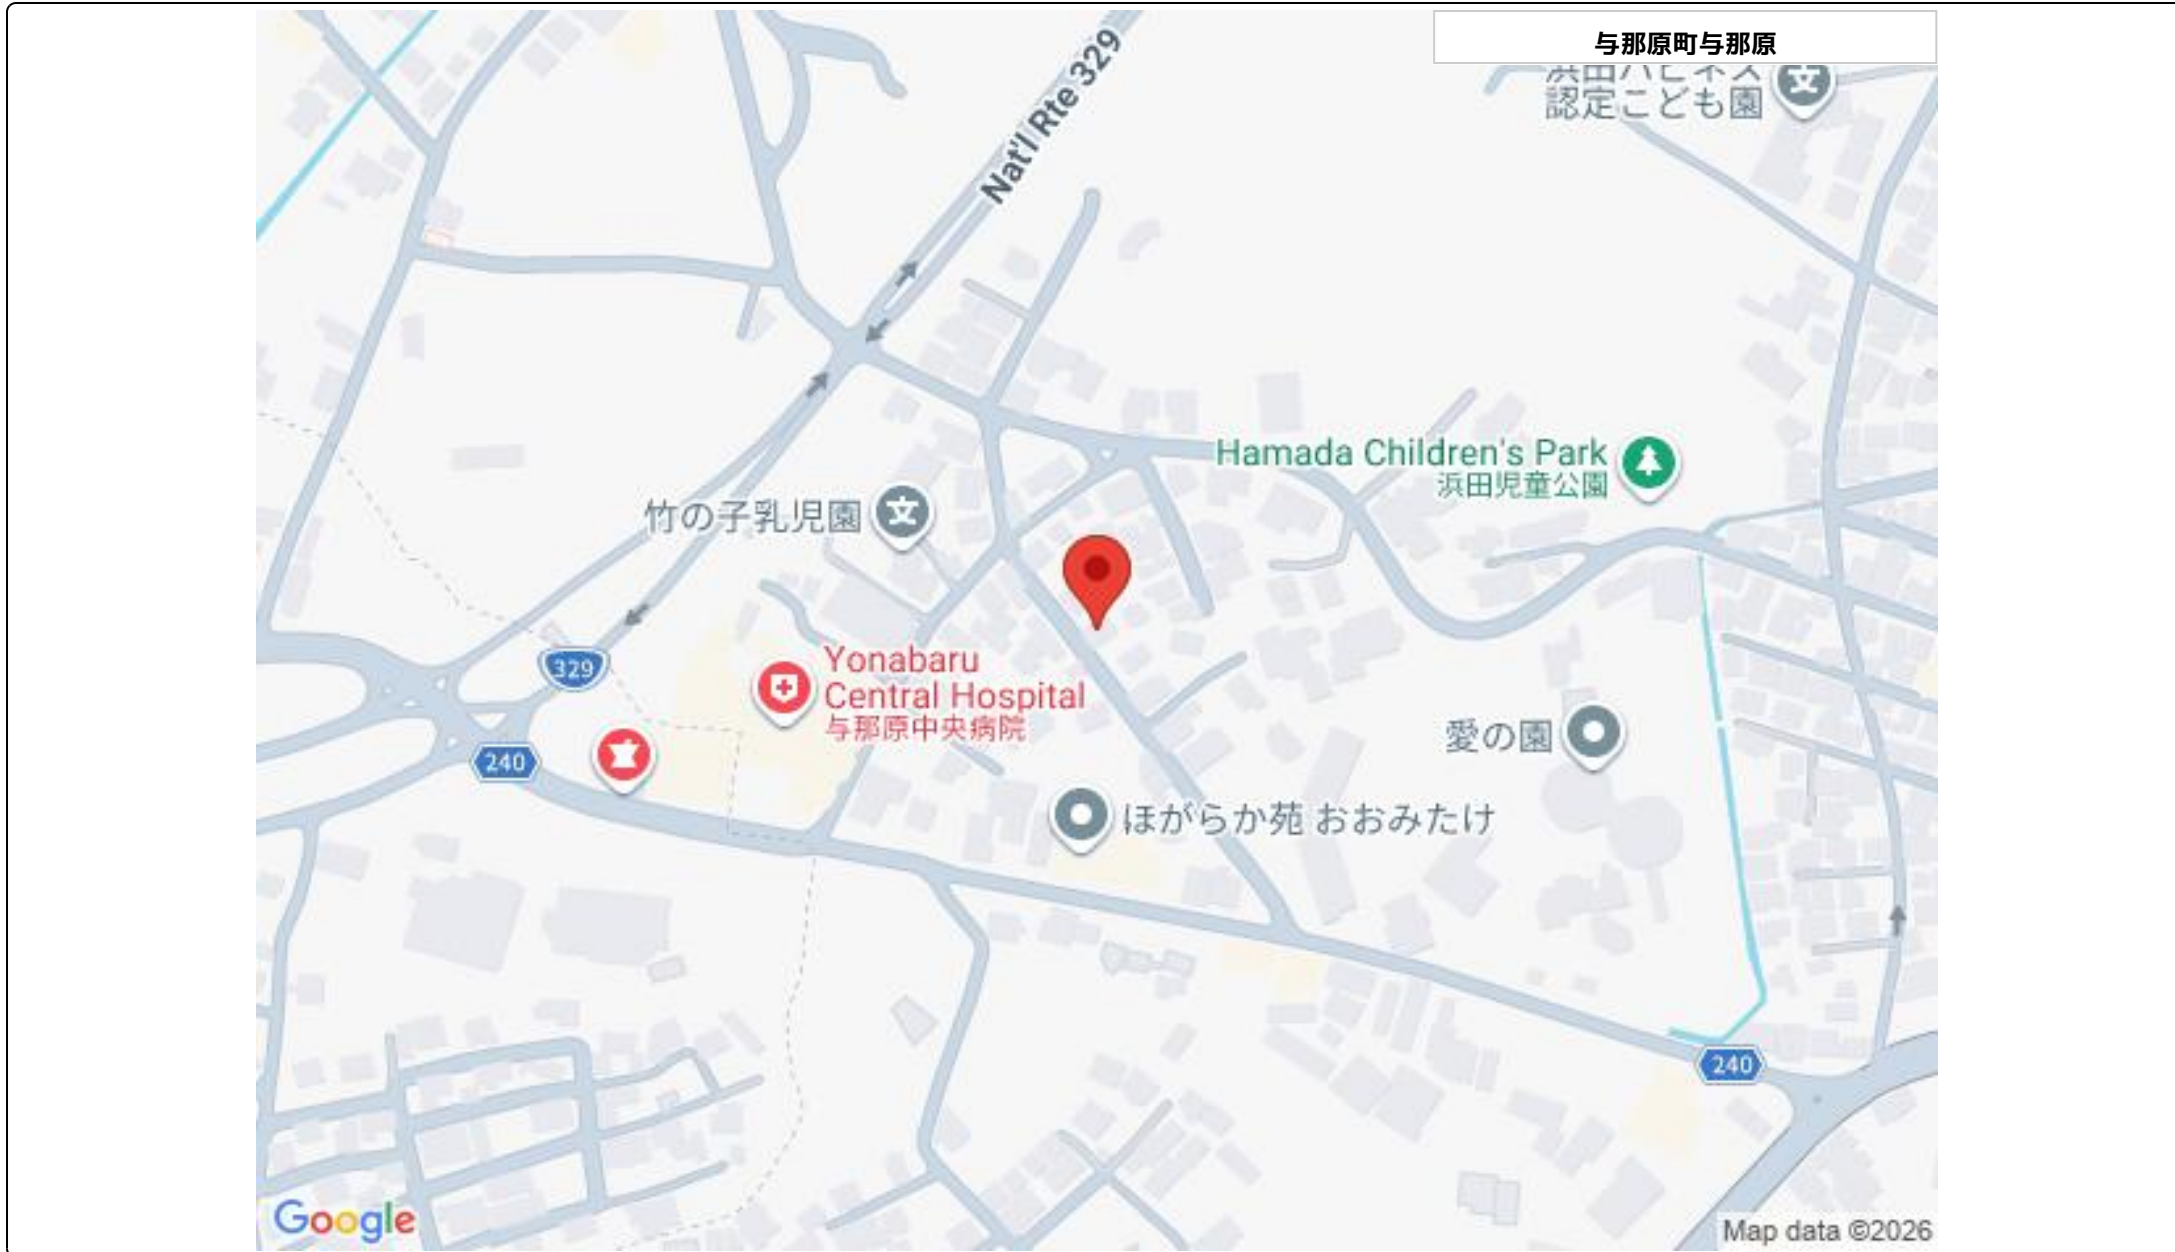 与那原町与那原
Nat'l Rte 329
認定こども園
Hamada Children's Park
浜田児童公園
竹の子乳児園
329
Yonabaru
Central Hospital
与那原中央病院
愛の園
240
ほがらか苑 おおみたけ
240
Google
Map data ©2026